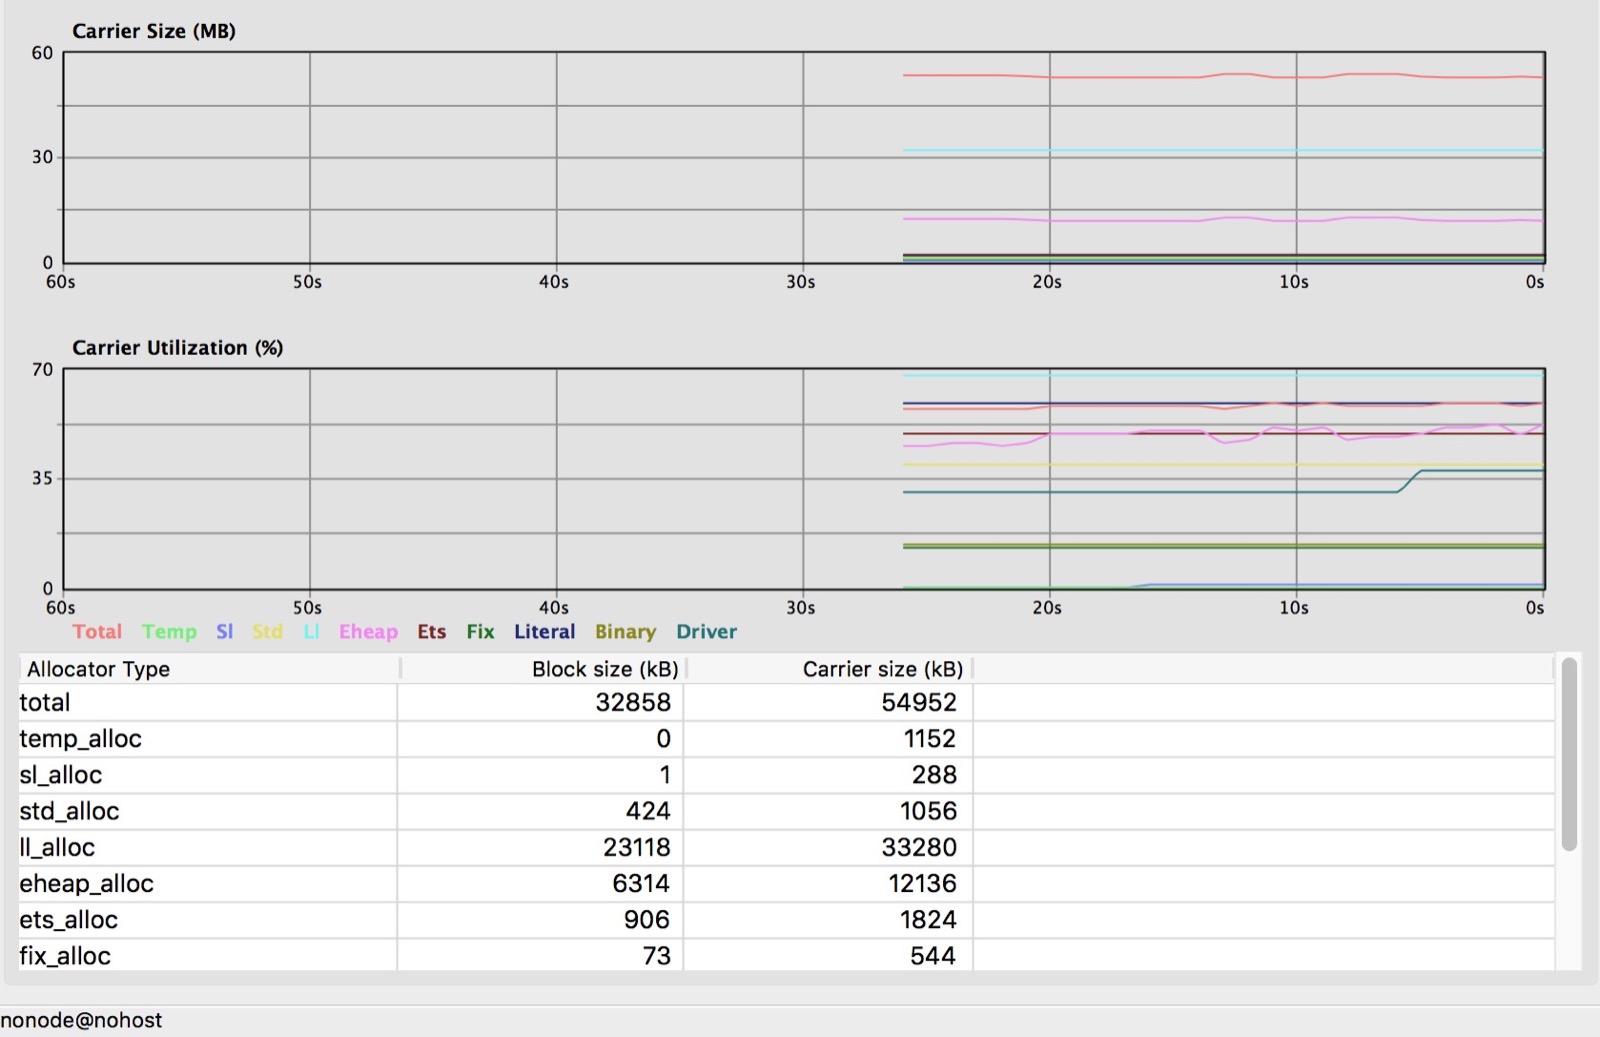 Carrier Size (MB)
60
30
0
60s 50s 40s 30s 20s 10s 0s
Carrier Utilization (%)
70
35
0
60s 50s 40s 30s 20s 10s 0s
Total Temp Sl Std Ll Eheap Ets Fix Literal Binary Driver
Allocator Type Block size (kB) Carrier size (kB)
total 32858 54952
temp_alloc 0 1152
sl_alloc 1 288
std_alloc 424 1056
ll_alloc 23118 33280
eheap_alloc 6314 12136
ets_alloc 906 1824
fix_alloc 73 544
nonode@nohost